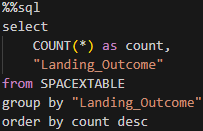 %%sql
select
COUNT(*) as count,
"Landing_Outcome"
from SPACEXTABLE
group by "Landing_Outcome"
order by count desc